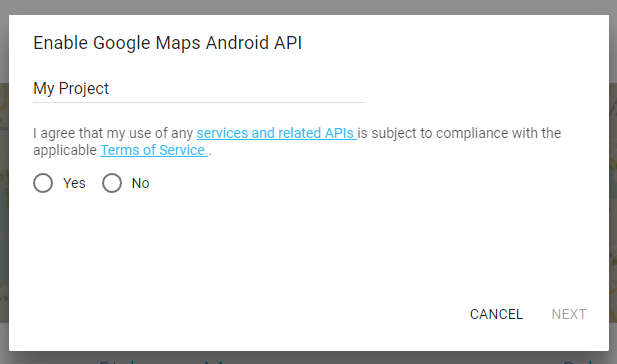 Enable Google Maps Android API
My Project
I agree that my use of any services and related APIs is subject to compliance with the
applicable Terms of Service .
Yes No
CANCEL NEXT